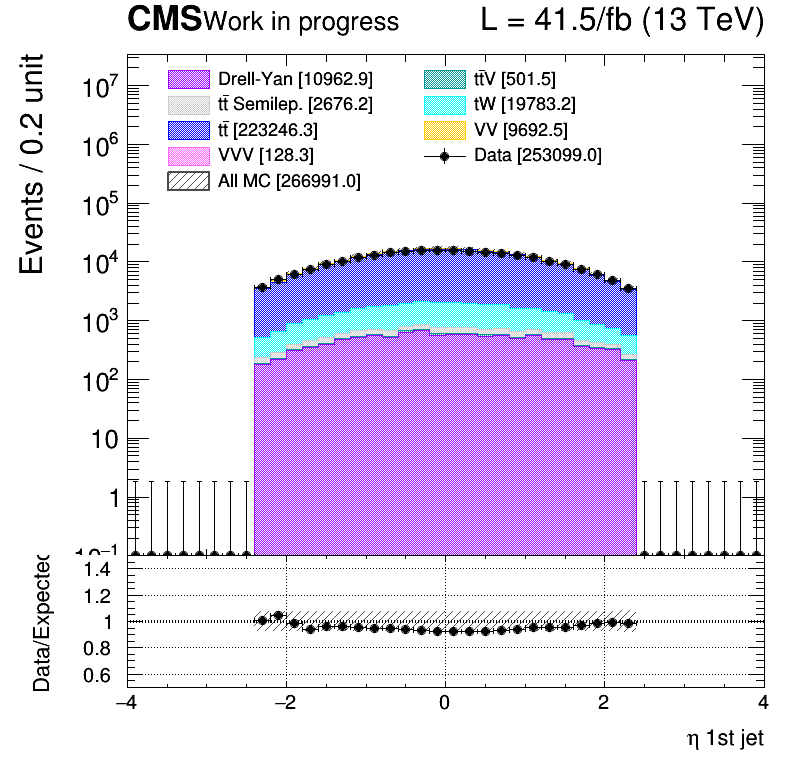 CMS Work in progress L = 41.5/fb (13 TeV)
Events / 0.2 unit
Drell-Yan [10962.9] tt̄V [501.5]
tt̄ Semilep. [2676.2] tW [19783.2]
tt̄ [223246.3] VV [9692.5]
VVV [128.3] Data [253099.0]
All MC [266991.0]
10⁷
10⁶
10⁵
10⁴
10³
10²
10
1
10⁻¹
Data/Expected
1.4
1.2
1
0.8
0.6
−4 −2 0 2 4
η 1st jet